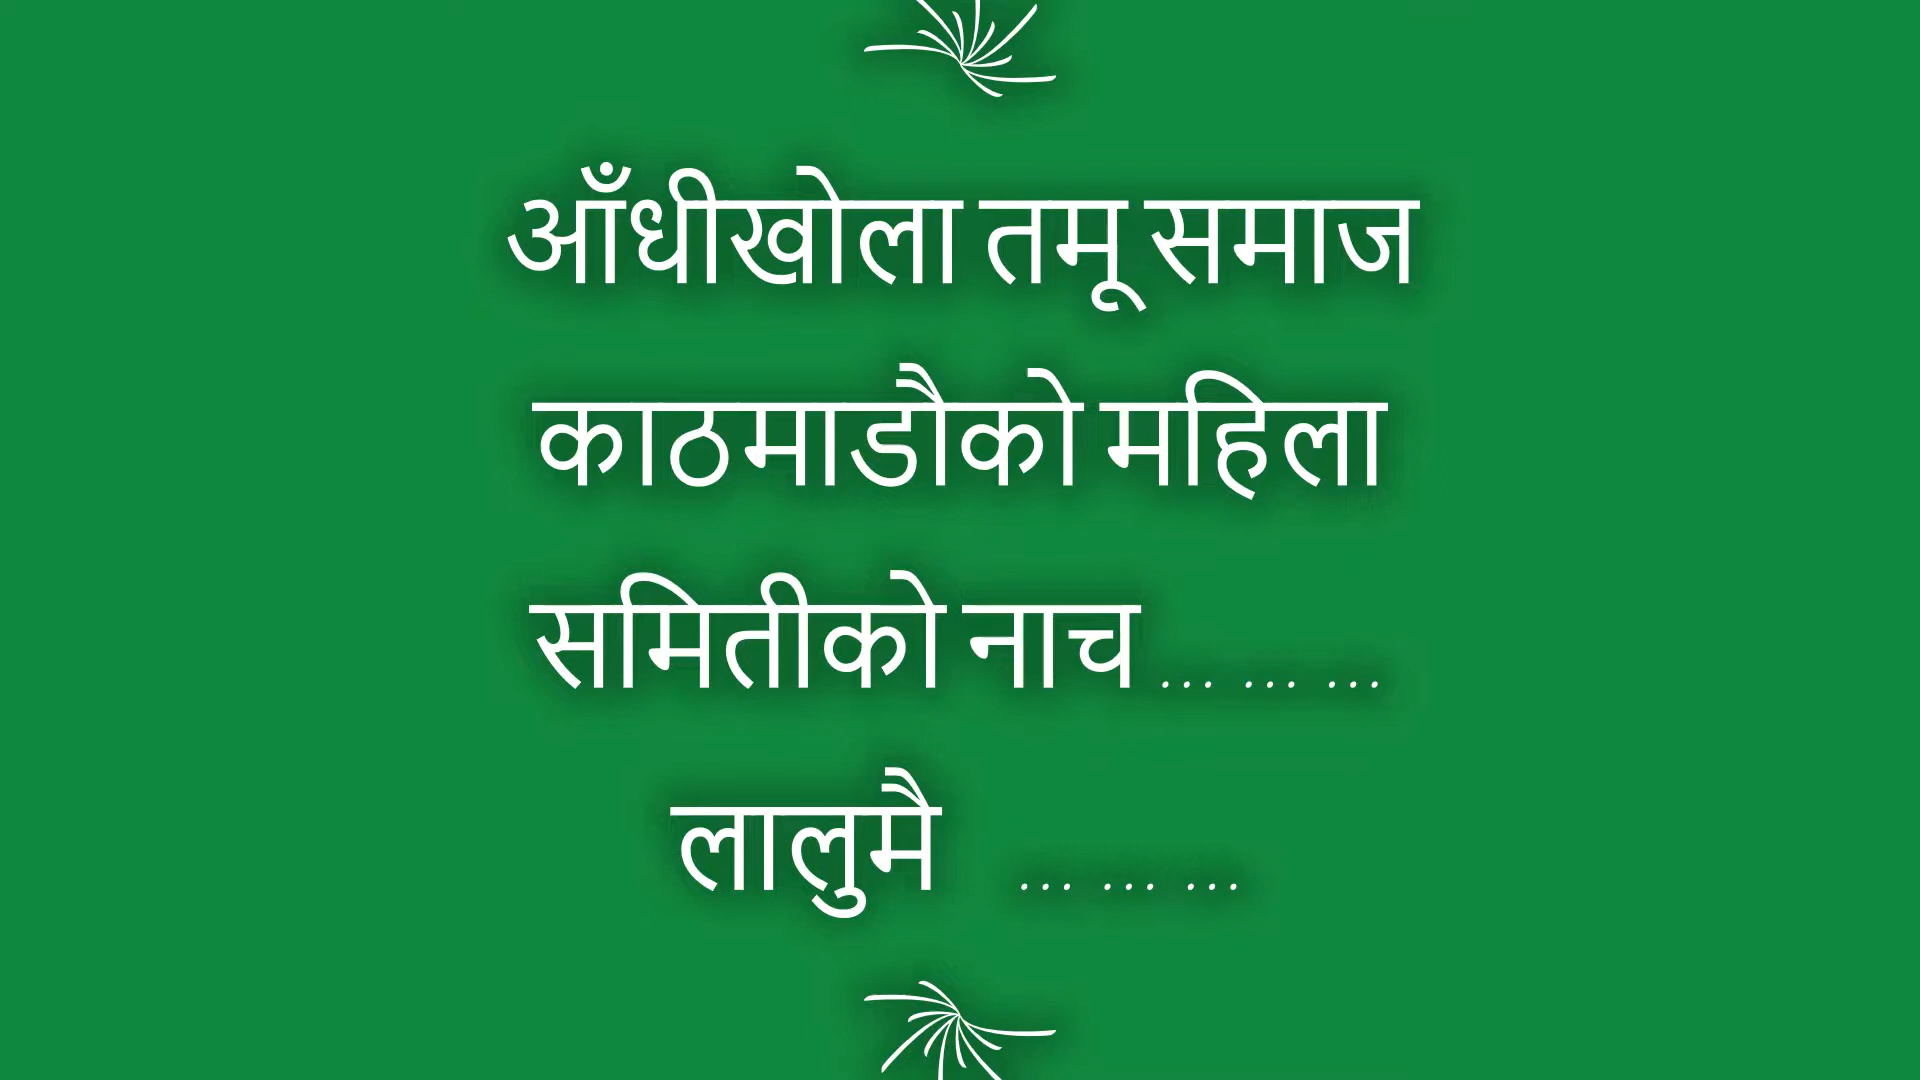 आँधीखोला तमू समाज
काठमाडौको महिला
समितीको नाच ... ... ...
लालुमै ... ... ...